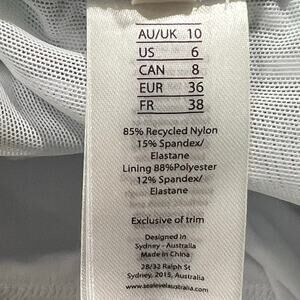 AU/UK 10
US 6
CAN 8
EUR 36
FR 38
85% Recycled Nylon
15% Spandex/
Elastane
Lining 88%Polyester
12% Spandex/
Elastane
Exclusive of trim
Designed in
Sydney - Australia
Made in China
28/32 Ralph St
Sydney, 2015, Australia
www.sealevelaustralia.com